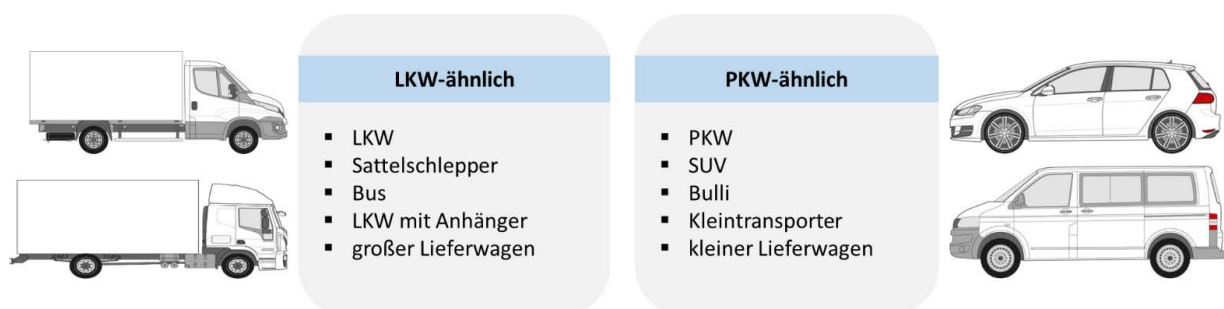 LKW-ähnlich
▪ LKW
▪ Sattelschlepper
▪ Bus
▪ LKW mit Anhänger
▪ großer Lieferwagen
PKW-ähnlich
▪ PKW
▪ SUV
▪ Bulli
▪ Kleintransporter
▪ kleiner Lieferwagen